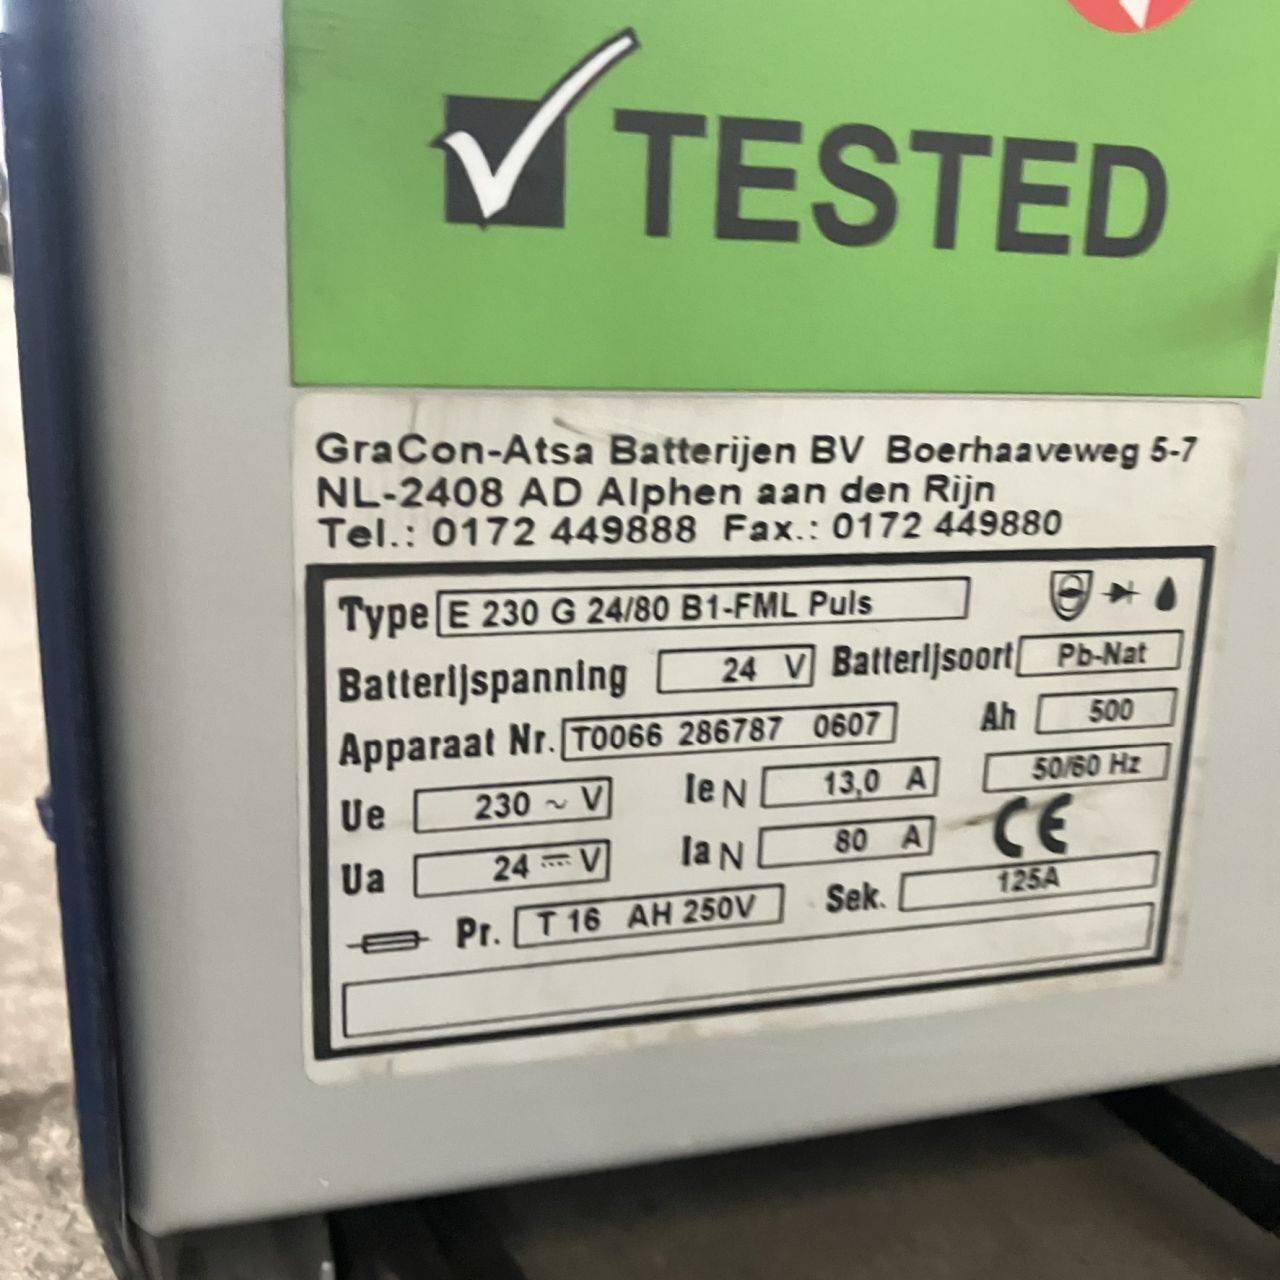 TESTED
GraCon-Atsa Batterijen BV Boerhaaveweg 5-7
NL-2408 AD Alphen aan den Rijn
Tel.: 0172 449888 Fax.: 0172 449880
Type E 230 G 24/80 B1-FML Puls
Batterijspanning 24 V Batterijsoort Pb-Nat
Apparaat Nr. T0066 286787 0607 Ah 500
Ue 230 ~ V Ie N 13,0 A 50/60 Hz
Ua 24 ⎓ V Ia N 80 A CE
Pr. T 16 AH 250V Sek. 125A